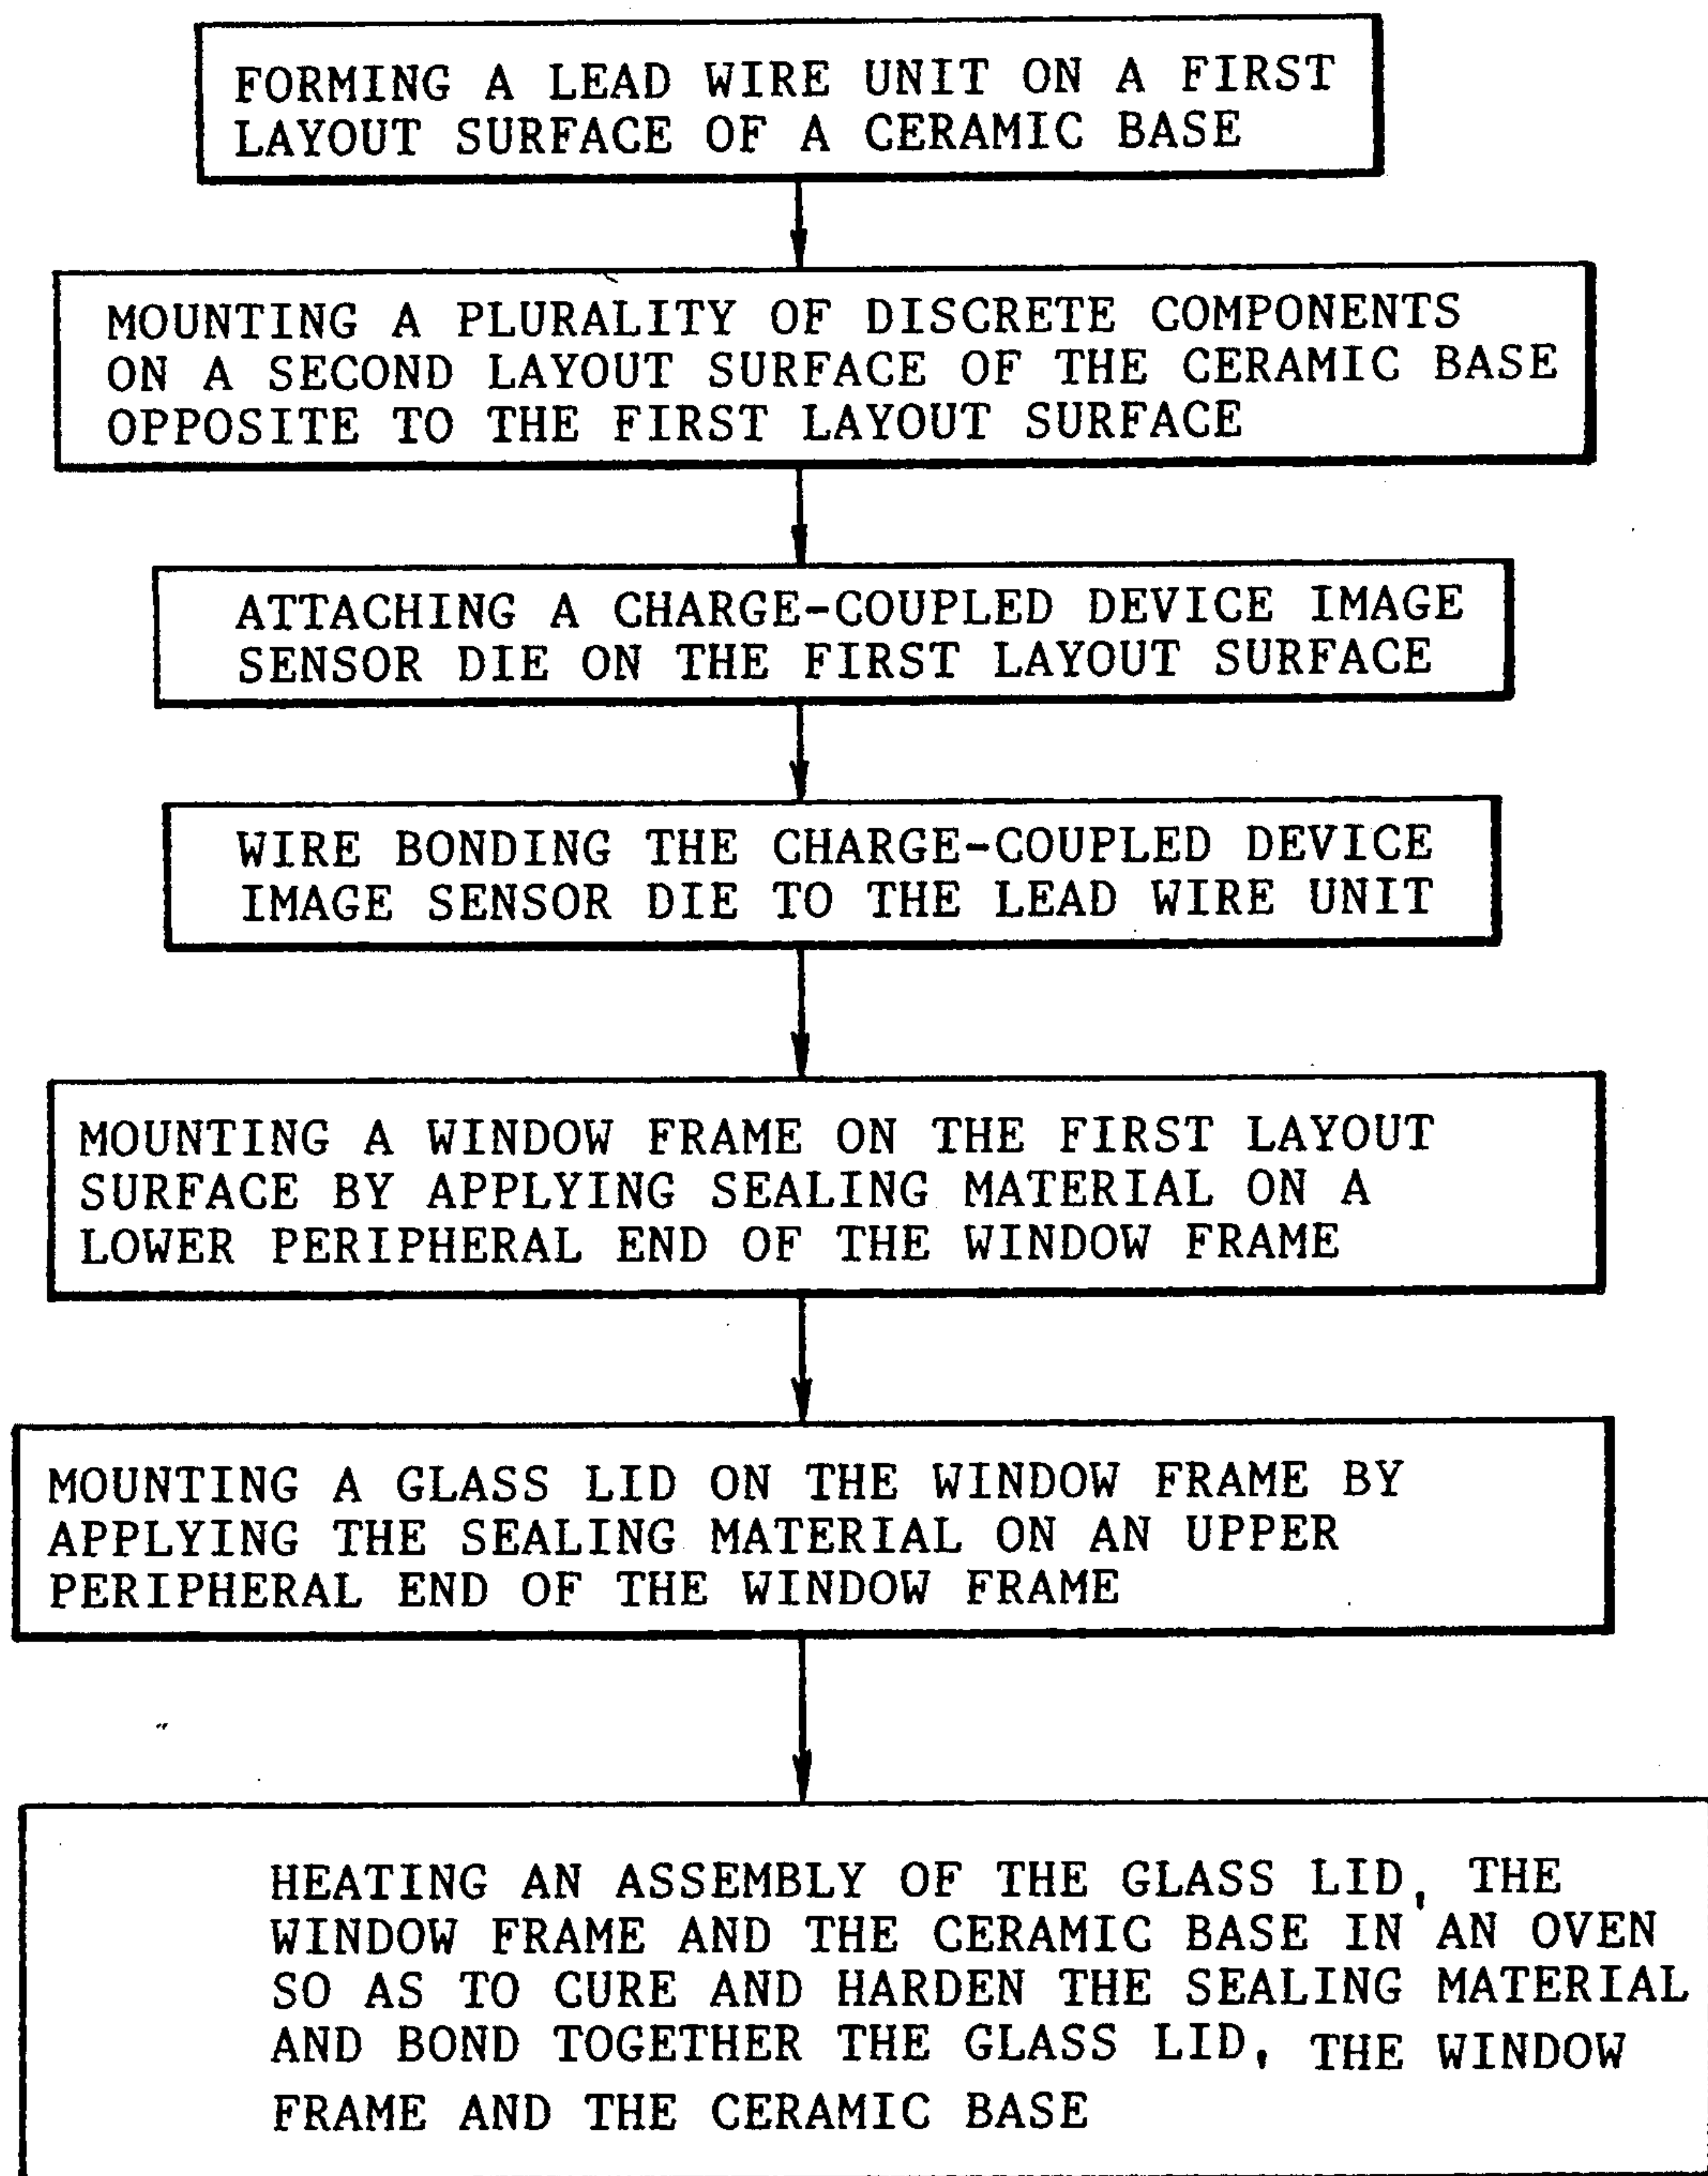 FORMING A LEAD WIRE UNIT ON A FIRST
LAYOUT SURFACE OF A CERAMIC BASE
MOUNTING A PLURALITY OF DISCRETE COMPONENTS
ON A SECOND LAYOUT SURFACE OF THE CERAMIC BASE
OPPOSITE TO THE FIRST LAYOUT SURFACE
ATTACHING A CHARGE-COUPLED DEVICE IMAGE
SENSOR DIE ON THE FIRST LAYOUT SURFACE
WIRE BONDING THE CHARGE-COUPLED DEVICE
IMAGE SENSOR DIE TO THE LEAD WIRE UNIT
MOUNTING A WINDOW FRAME ON THE FIRST LAYOUT
SURFACE BY APPLYING SEALING MATERIAL ON A
LOWER PERIPHERAL END OF THE WINDOW FRAME
MOUNTING A GLASS LID ON THE WINDOW FRAME BY
APPLYING THE SEALING MATERIAL ON AN UPPER
PERIPHERAL END OF THE WINDOW FRAME
HEATING AN ASSEMBLY OF THE GLASS LID, THE
WINDOW FRAME AND THE CERAMIC BASE IN AN OVEN
SO AS TO CURE AND HARDEN THE SEALING MATERIAL
AND BOND TOGETHER THE GLASS LID, THE WINDOW
FRAME AND THE CERAMIC BASE